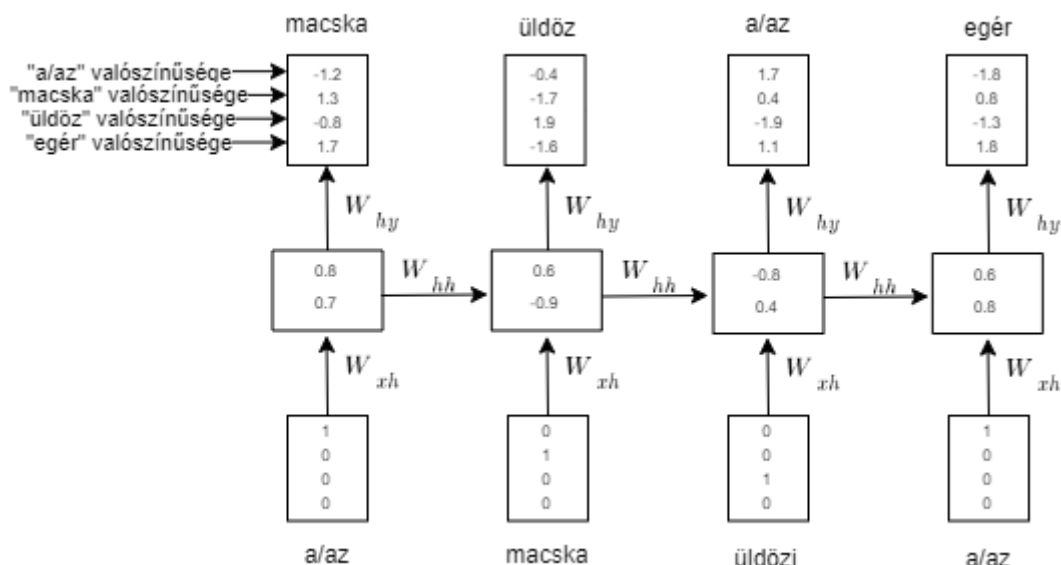 macska üldöz a/az egér
"a/az" valószínűsége -1.2 -0.4 1.7 -1.8
"macska" valószínűsége 1.3 -1.7 0.4 0.8
"üldöz" valószínűsége -0.8 1.9 -1.9 -1.3
"egér" valószínűsége 1.7 -1.6 1.1 1.8
W hy W hy W hy W hy
0.8 W hh 0.6 W hh -0.8 W hh 0.6
0.7 -0.9 0.4 0.8
W xh W xh W xh W xh
1 0 0 1
0 1 0 0
0 0 1 0
0 0 0 0
a/az macska üldözi a/az